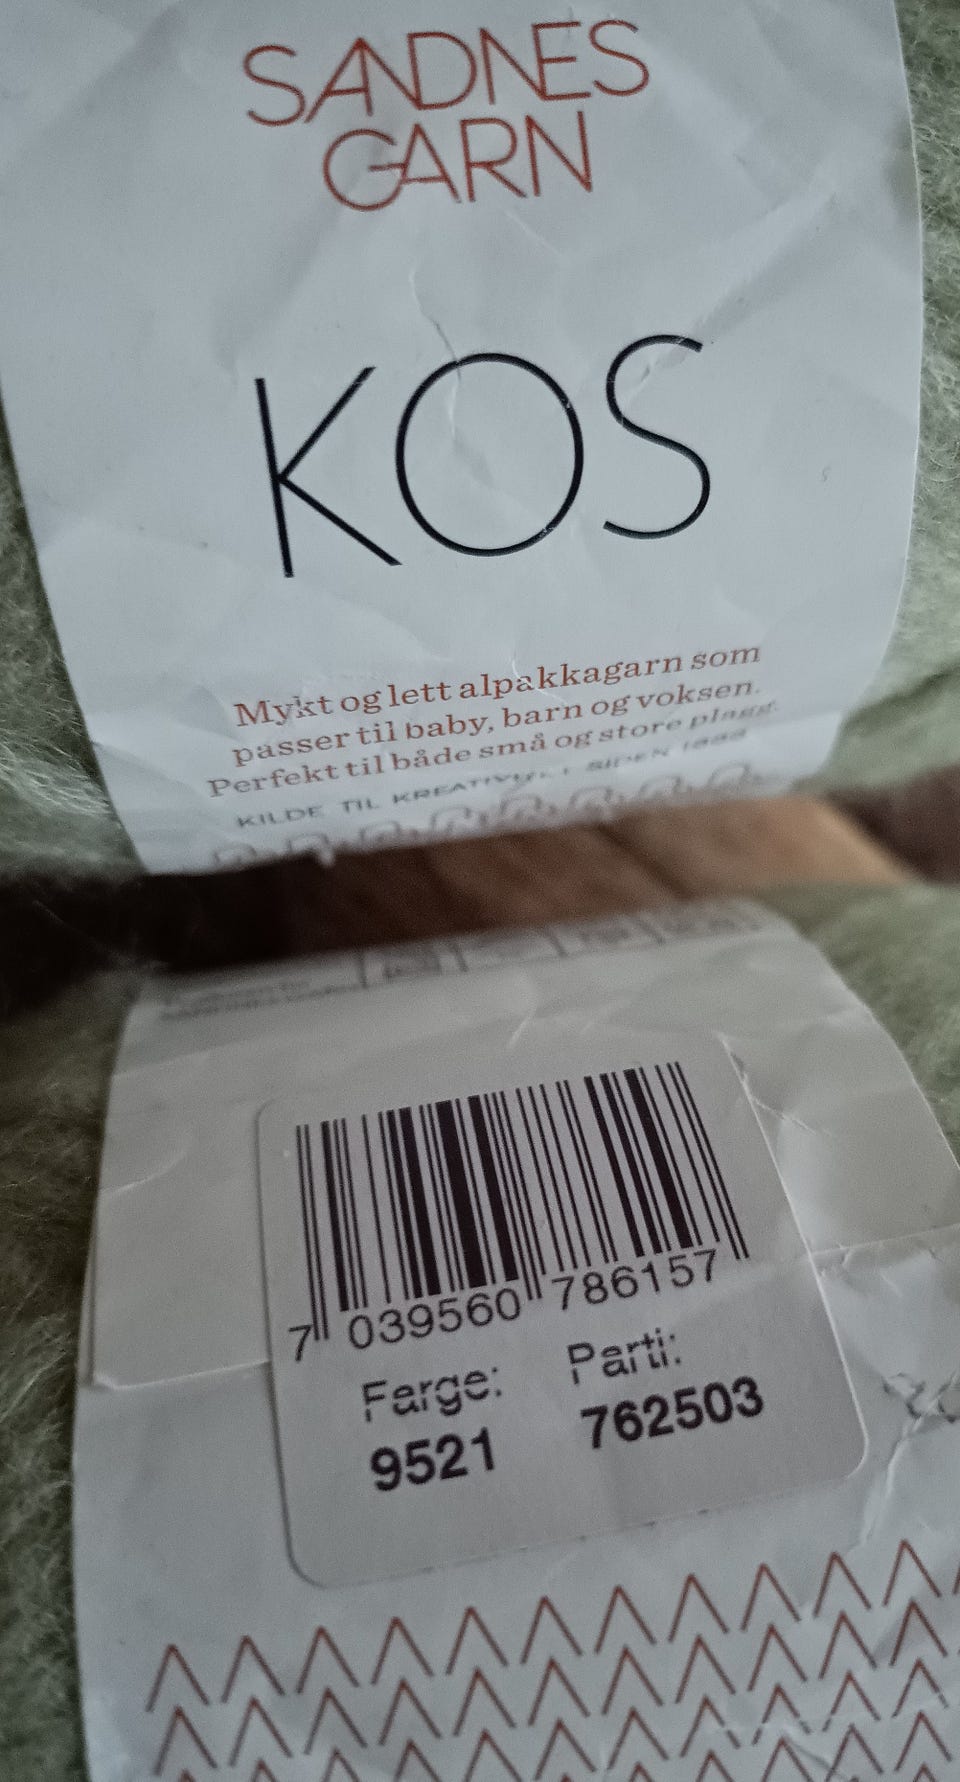 SANDNES
GARN
KOS
Mykt og lett alpakkagarn som
passer til baby, barn og voksen.
Perfekt til både små og store plagg.
KILDE TIL KREATIVITET SIDEN 1888
7 039560 786157
Farge: Parti:
9521 762503